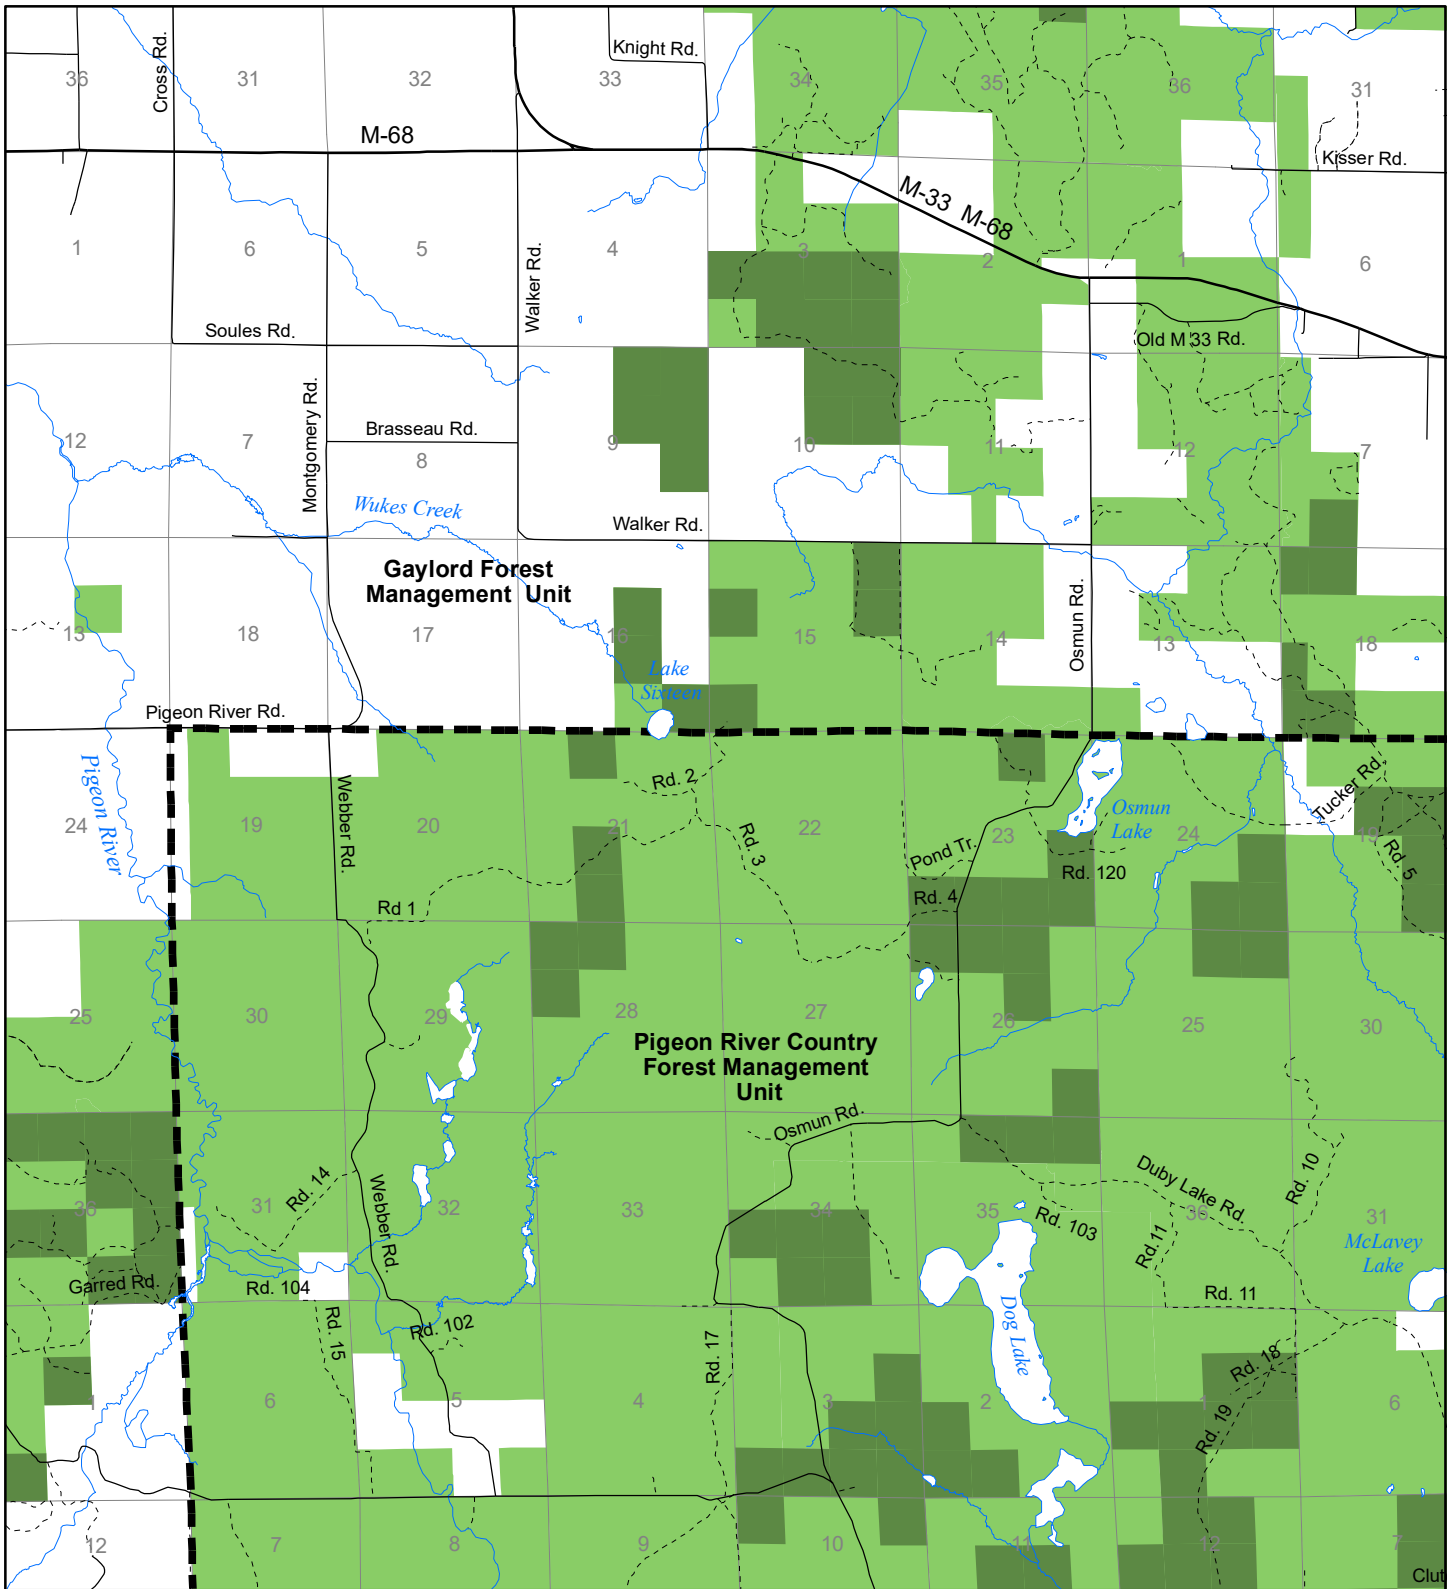 Cross Rd.
Knight Rd.
36
31
32
33
34
35
36
31
M-68
Kisser Rd.
M-33 M-68
1
6
5
Walker Rd.
4
3
2
1
6
Soules Rd.
Old M 33 Rd.
Montgomery Rd.
Brasseau Rd.
12
7
8
9
10
11
12
7
Wukes Creek
Walker Rd.
Gaylord Forest
Management Unit
13
18
17
16
15
14
Osmun Rd.
13
18
Lake
Sixteen
Pigeon River Rd.
Pigeon River
Webber Rd.
Rd. 2
Tucker Rd.
Osmun
Lake
24
19
20
21
22
23
24
19
Rd. 3
Pond Tr.
Rd. 120
Rd. 5
Rd 1
Rd. 4
25
30
29
28
27
26
25
30
Pigeon River Country
Forest Management
Unit
Osmun Rd.
Duby Lake Rd.
Rd. 10
Rd. 14
Webber Rd.
36
31
32
33
34
35
36
31
Rd. 103
Rd. 11
McLavey
Lake
Garred Rd.
Rd. 104
Rd. 11
Dog Lake
Rd. 15
Rd. 102
Rd. 17
Rd. 18
1
6
5
4
3
2
1
6
Rd. 19
12
7
8
9
10
11
12
7
Clut